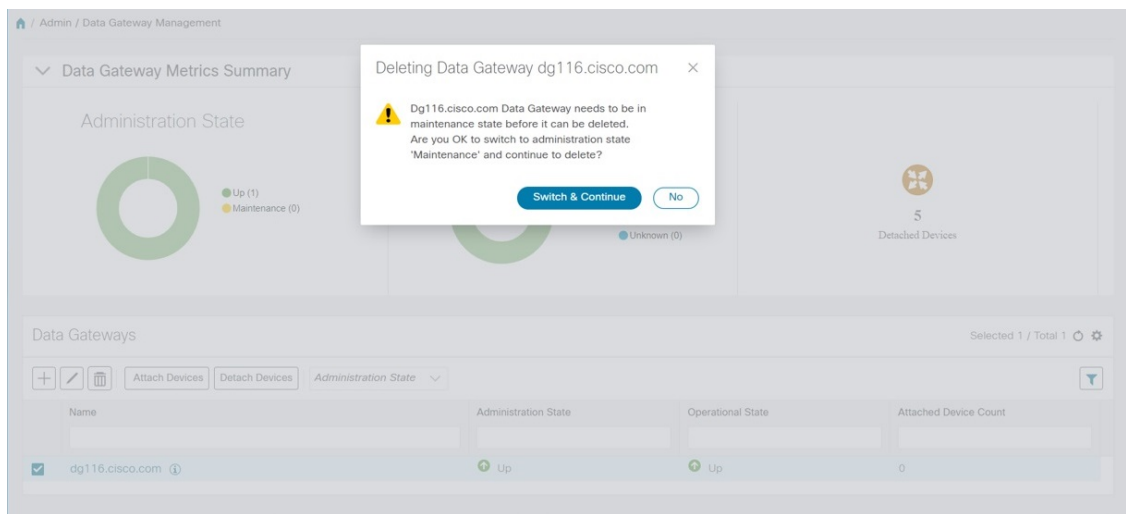 / Admin / Data Gateway Management
Data Gateway Metrics Summary
Administration State
Up (1)
Maintenance (0)
Deleting Data Gateway dg116.cisco.com
Dg116.cisco.com Data Gateway needs to be in
maintenance state before it can be deleted.
Are you OK to switch to administration state
'Maintenance' and continue to delete?
Switch & Continue
No
Unknown (0)
5
Detached Devices
Data Gateways
Selected 1 / Total 1
Attach Devices
Detach Devices
Administration State
Name
Administration State
Operational State
Attached Device Count
dg116.cisco.com
Up
Up
0